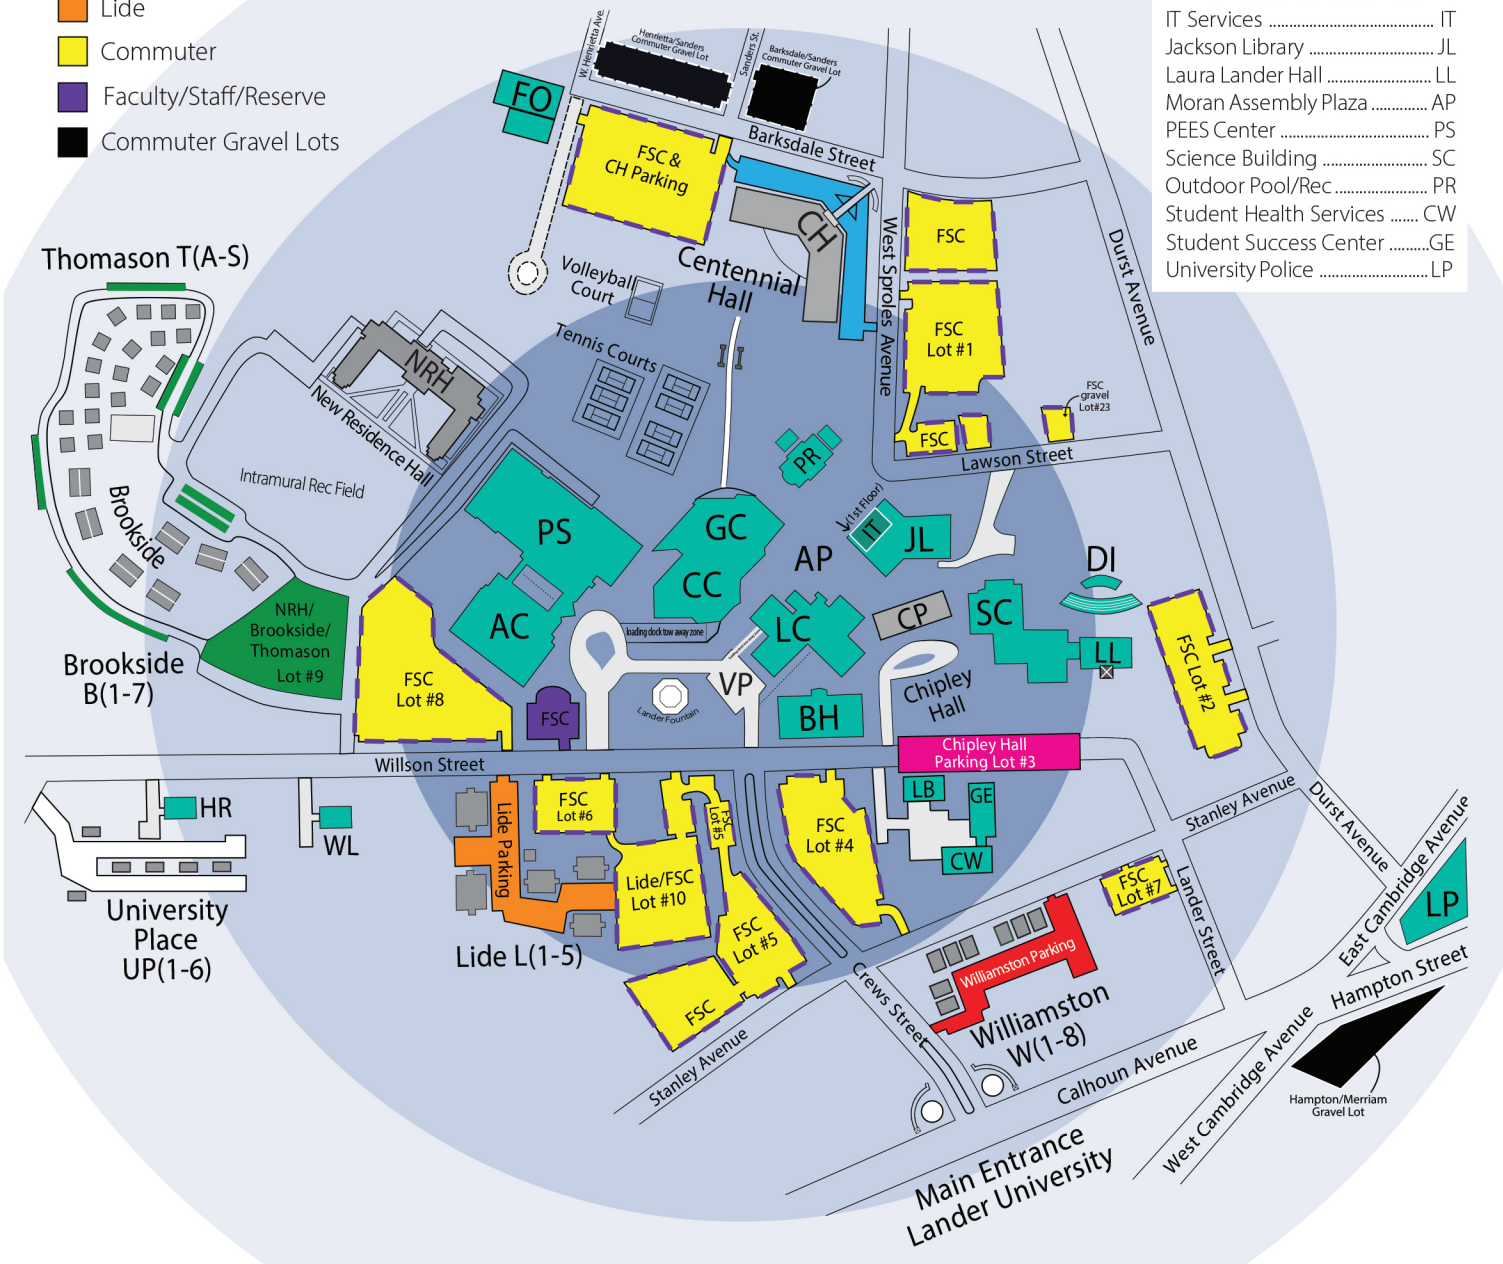 Lide
Commuter
Faculty/Staff/Reserve
Commuter Gravel Lots
IT Services ........ IT
Jackson Library ........ JL
Laura Lander Hall ........ LL
Moran Assembly Plaza ........ AP
PEES Center ........ PS
Science Building ........ SC
Outdoor Pool/Rec ........ PR
Student Health Services ....... CW
Student Success Center ........ GE
University Police ........ LP
W. Henrietta Ave.
Henrietta/Sanders
Commuter Gravel Lot
Sanders St.
Barksdale/Sanders
Commuter Gravel Lot
FO
Barksdale Street
FSC &
CH Parking
CH
Centennial
Hall
West Sproles Avenue
FSC
FSC
Lot #1
FSC
FSC
gravel
Lot#23
Lawson Street
Durst Avenue
Thomason T(A-S)
Volleyball
Court
Tennis Courts
NRH
New Residence Hall
Intramural Rec Field
Brookside
PR
(1st Floor)
IT
JL
PS
GC
CC
AP
DI
AC
loading dock tow away zone
LC
CP
SC
LL
NRH/
Brookside/
Thomason
Lot #9
Brookside
B(1-7)
FSC
Lot #8
FSC
Lander Fountain
VP
BH
Chipley
Hall
FSC Lot #2
Willson Street
Chipley Hall
Parking Lot #3
HR
WL
University
Place
UP(1-6)
Lide Parking
FSC
Lot #6
FSC
Lot #5
Lide/FSC
Lot #10
FSC
Lot #5
FSC
Lide L(1-5)
FSC
Lot #4
LB
GE
CW
Stanley Avenue
Durst Avenue
FSC
Lot #7
Lander Street
East Cambridge Avenue
LP
Hampton Street
Williamston Parking
Williamston
W(1-8)
Crews Street
Stanley Avenue
Calhoun Avenue
West Cambridge Avenue
Hampton/Merriam
Gravel Lot
Main Entrance
Lander University